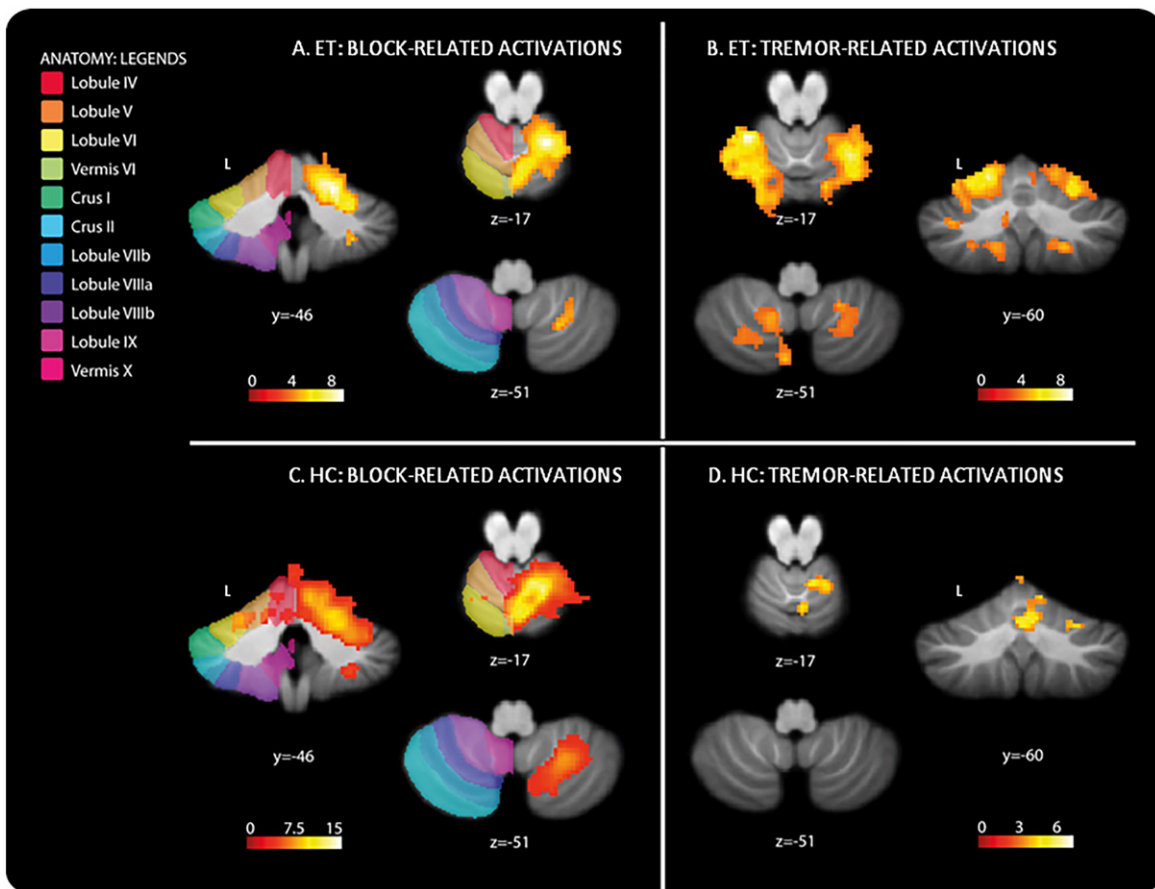 A. ET: BLOCK-RELATED ACTIVATIONS
B. ET: TREMOR-RELATED ACTIVATIONS
ANATOMY: LEGENDS
Lobule IV
Lobule V
Lobule VI
Vermis VI
Crus I
Crus II
Lobule VIIb
Lobule VIIIa
Lobule VIIIb
Lobule IX
Vermis X
L
y=-46
0 4 8
z=-17
z=-51
z=-17
z=-51
L
y=-60
0 4 8
C. HC: BLOCK-RELATED ACTIVATIONS
D. HC: TREMOR-RELATED ACTIVATIONS
L
y=-46
0 7.5 15
z=-17
z=-51
z=-17
z=-51
L
y=-60
0 3 6